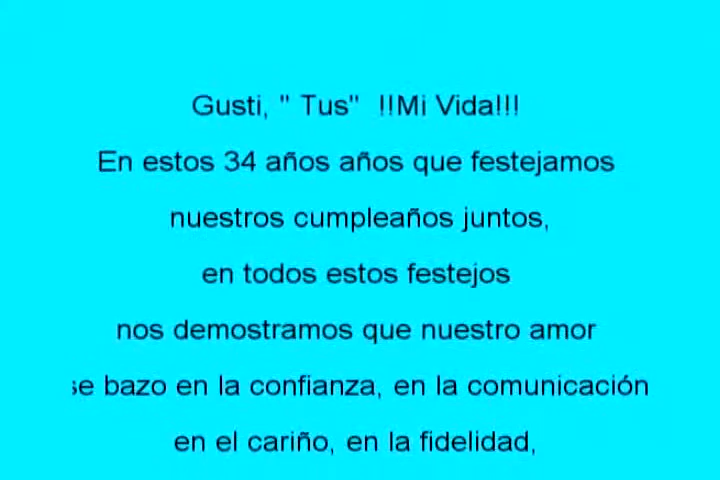 Gusti, " Tus"  !!Mi Vida!!!
En estos 34 años años que festejamos
nuestros cumpleaños juntos,
en todos estos festejos
nos demostramos que nuestro amor
se bazo en la confianza, en la comunicación
en el cariño, en la fidelidad,